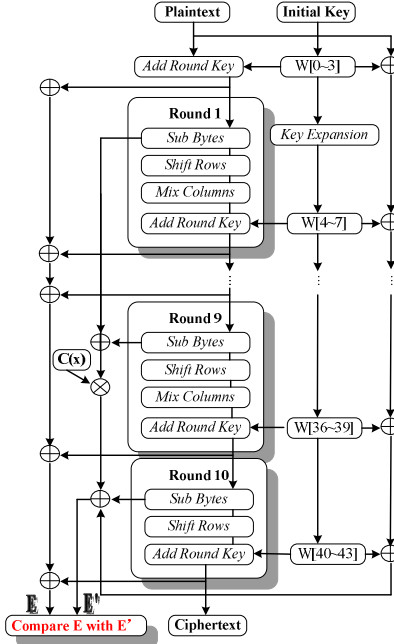 Plaintext Initial Key
Add Round Key W[0~3]
Round 1
Sub Bytes Key Expansion
Shift Rows
Mix Columns
Add Round Key W[4~7]
Round 9
Sub Bytes
C(x)
Shift Rows
Mix Columns
Add Round Key W[36~39]
Round 10
Sub Bytes
Shift Rows
Add Round Key W[40~43]
E E'
Compare E with E’ Ciphertext